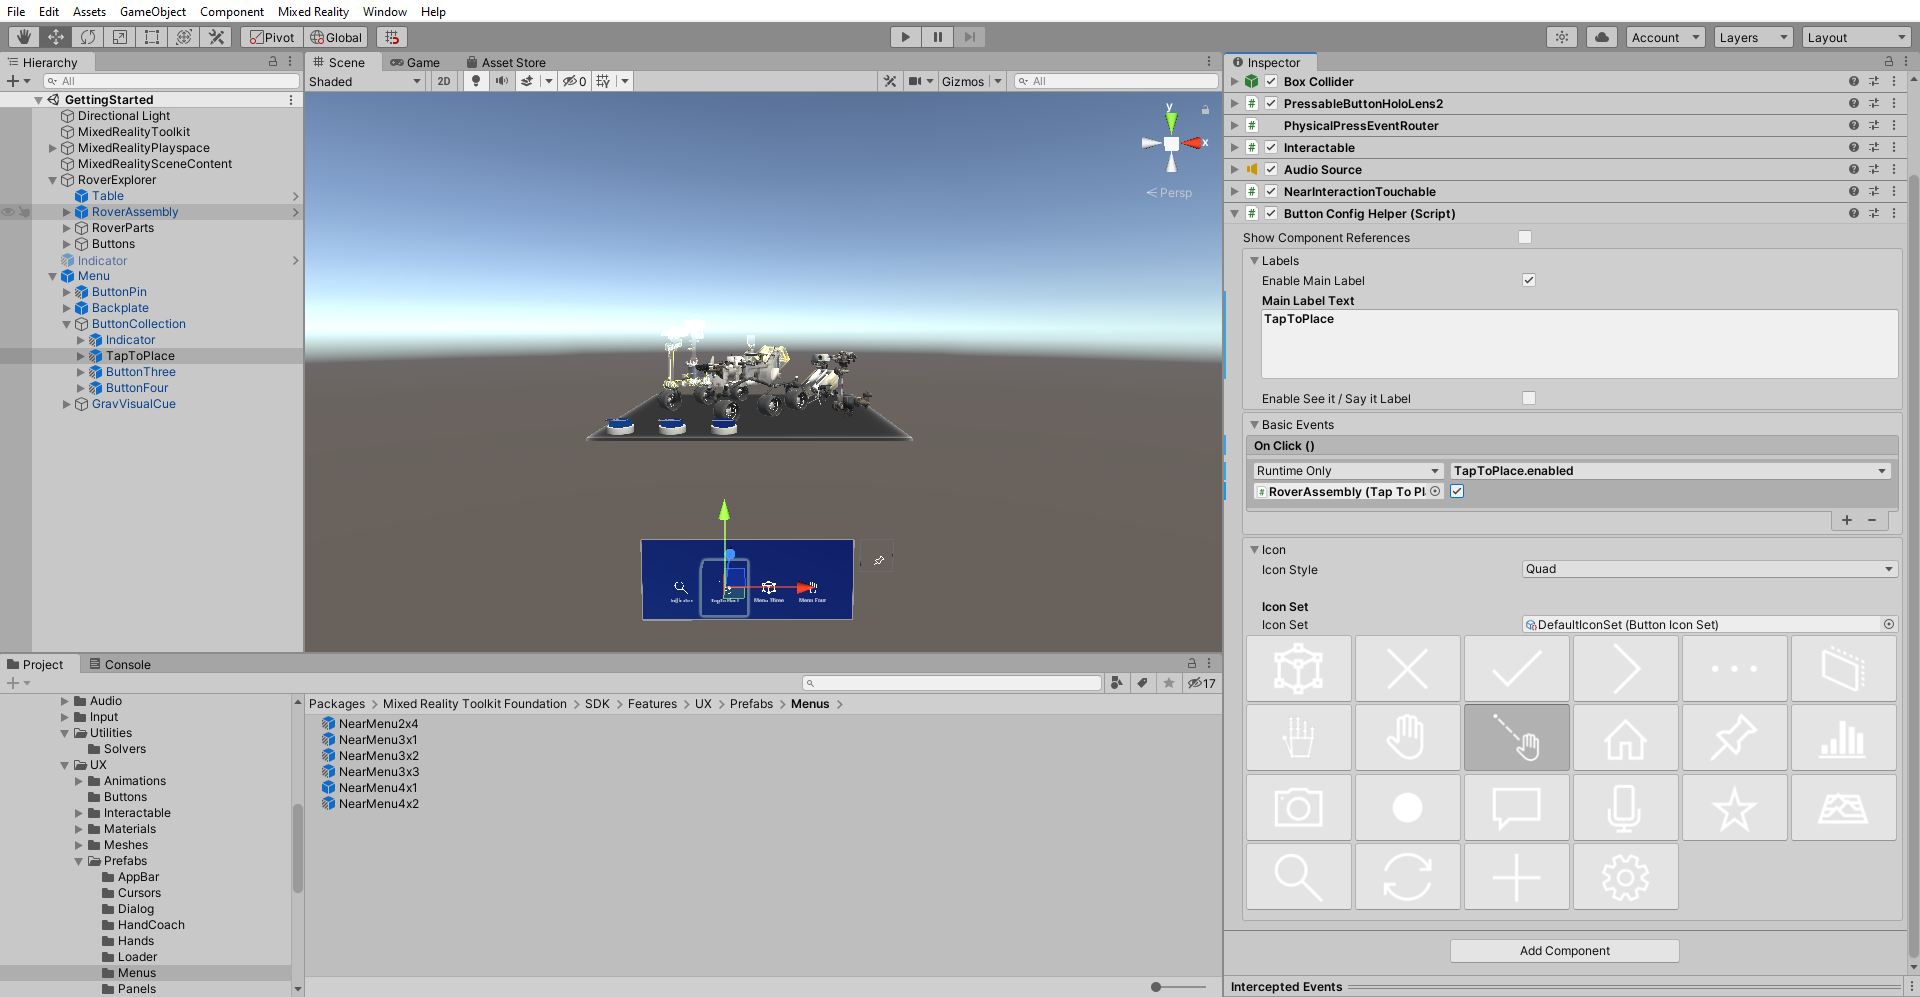 File Edit Assets GameObject Component Mixed Reality Window Help
Pivot Global Account Layers Layout
Hierarchy
All
GettingStarted
Directional Light
MixedRealityToolkit
MixedRealityPlayspace
MixedRealitySceneContent
RoverExplorer
Table
RoverAssembly
RoverParts
Buttons
Indicator
Menu
ButtonPin
Backplate
ButtonCollection
Indicator
TapToPlace
ButtonThree
ButtonFour
GravVisualCue
Scene Game Asset Store
Shaded 2D 0 Gizmos All
y
x
Persp
Menu Three Menu Four
Inspector
Box Collider
PressableButtonHoloLens2
PhysicalPressEventRouter
Interactable
Audio Source
NearInteractionTouchable
Button Config Helper (Script)
Show Component References
Labels
Enable Main Label
Main Label Text
TapToPlace
Enable See it / Say it Label
Basic Events
On Click ()
Runtime Only TapToPlace.enabled
RoverAssembly (Tap To Pl
Icon
Icon Style Quad
Icon Set
Icon Set DefaultIconSet (Button Icon Set)
Add Component
Intercepted Events
Project Console
17
Audio
Input
Utilities
Solvers
UX
Animations
Buttons
Interactable
Materials
Meshes
Prefabs
AppBar
Cursors
Dialog
HandCoach
Hands
Loader
Menus
Panels
Packages > Mixed Reality Toolkit Foundation > SDK > Features > UX > Prefabs > Menus >
NearMenu2x4
NearMenu3x1
NearMenu3x2
NearMenu3x3
NearMenu4x1
NearMenu4x2